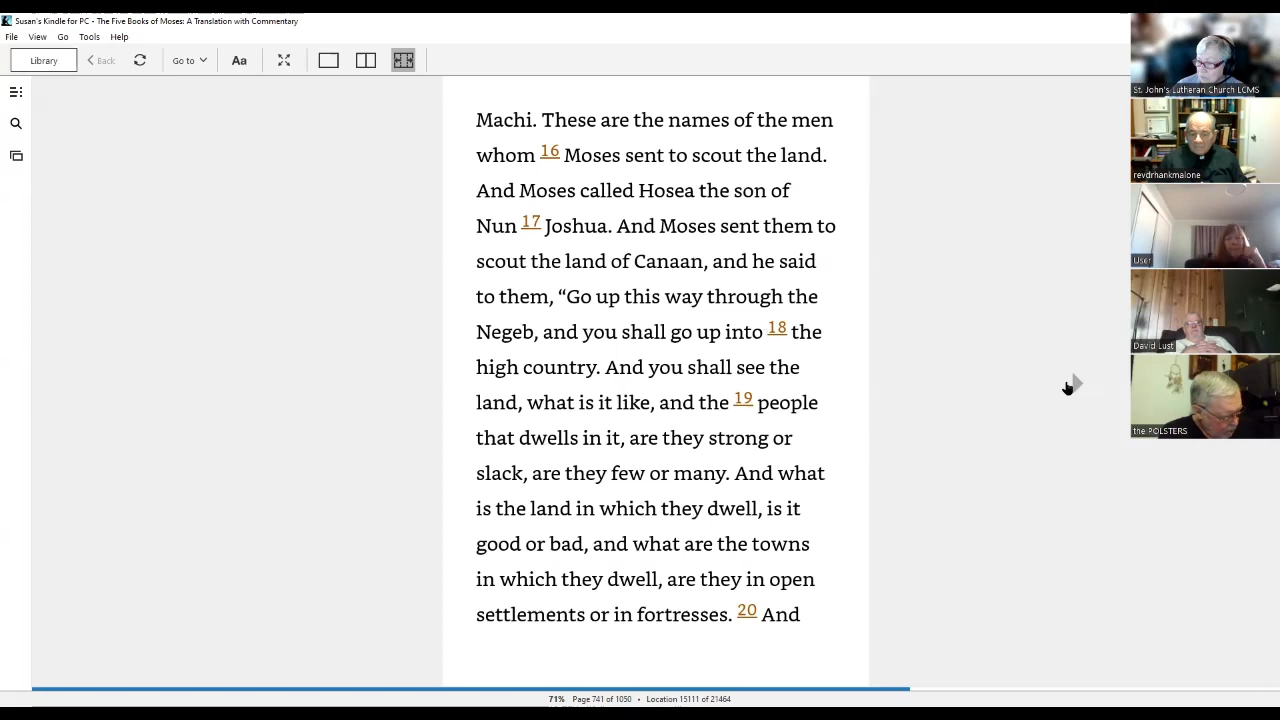 Susan's Kindle for PC - The Five Books of Moses: A Translation with Commentary
File View Go Tools Help
Library Back Go to Aa
Machi. These are the names of the men
whom 16 Moses sent to scout the land.
And Moses called Hosea the son of
Nun 17 Joshua. And Moses sent them to
scout the land of Canaan, and he said
to them, “Go up this way through the
Negeb, and you shall go up into 18 the
high country. And you shall see the
land, what is it like, and the 19 people
that dwells in it, are they strong or
slack, are they few or many. And what
is the land in which they dwell, is it
good or bad, and what are the towns
in which they dwell, are they in open
settlements or in fortresses. 20 And
71% Page 741 of 1050 • Location 15111 of 21464
St. John's Lutheran Church LCMS
revdrhankmalone
User
David Lust
the POLSTERS